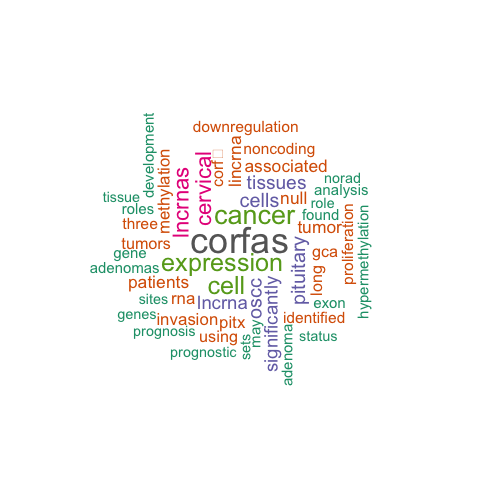 downregulation
development
lincrna
noncoding
corf
associated
methylation
cervical
lncrnas
tissues
norad
analysis
tissue
cells
null
role
roles
cancer
found
three
tumor
corfas
tumors
proliferation
hypermethylation
gene
expression
pituitary
gca
adenomas
long
patients
cell
oscc
significantly
sites
rna
lncrna
exon
genes
invasion
pitx
may
identified
prognosis
using
sets
adenoma
status
prognostic